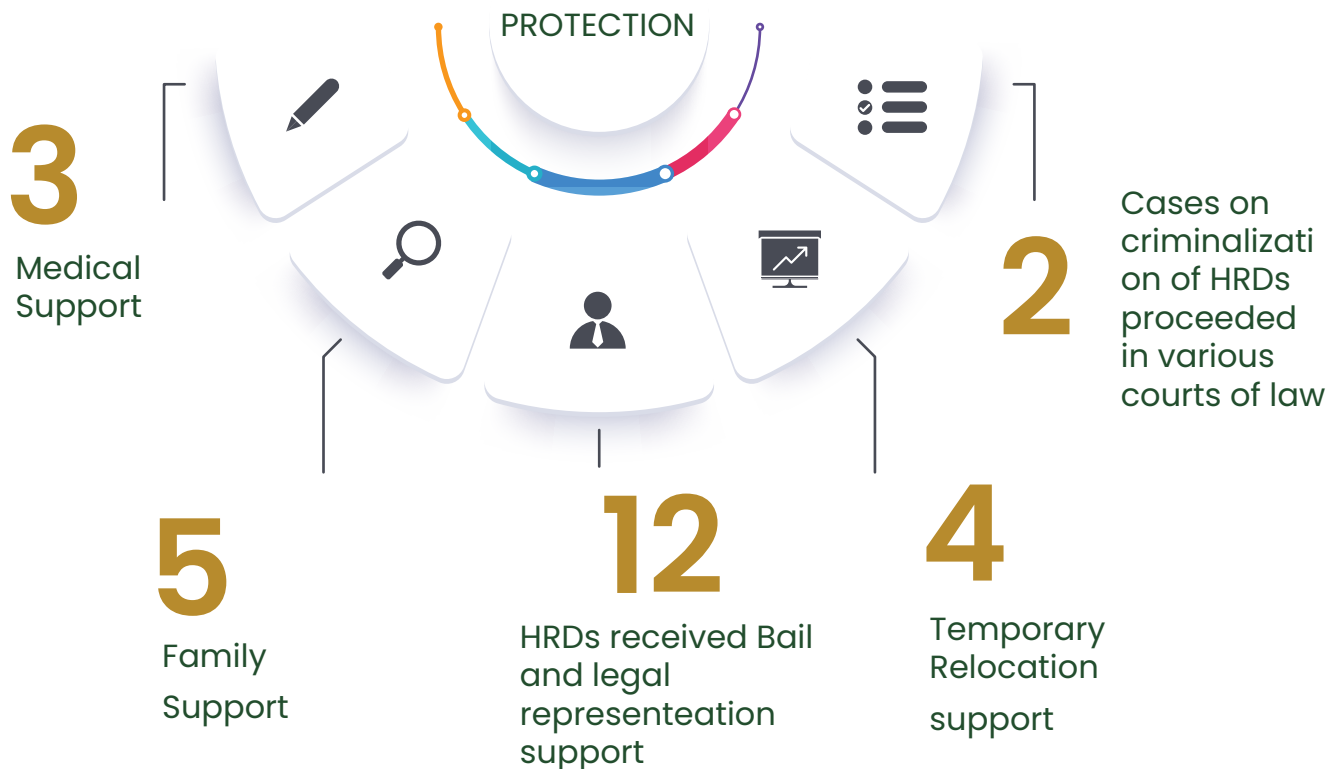 PROTECTION
3
Medical
Support
5
Family
Support
12
HRDs received Bail
and legal
representeation
support
4
Temporary
Relocation
support
2
Cases on
criminalizati
on of HRDs
proceeded
in various
courts of law